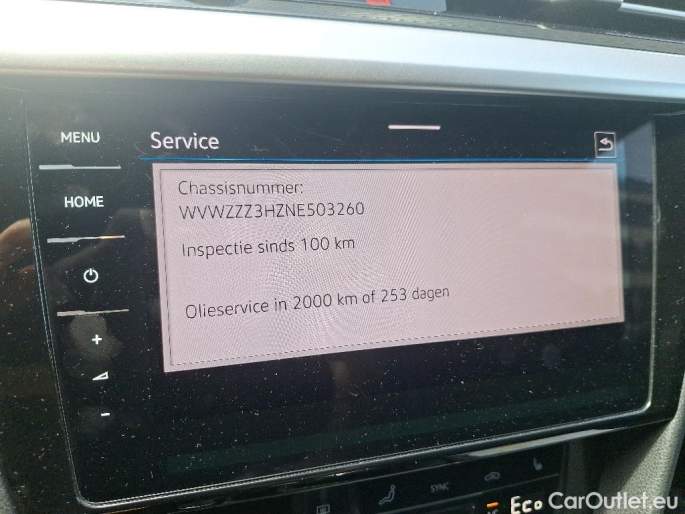 MENU
Service
HOME
Chassisnummer:
WVWZZZ3HZNE503260
Inspectie sinds 100 km
Olieservice in 2000 km of 253 dagen
+
-
SYNC
Eco
CarOutlet.eu